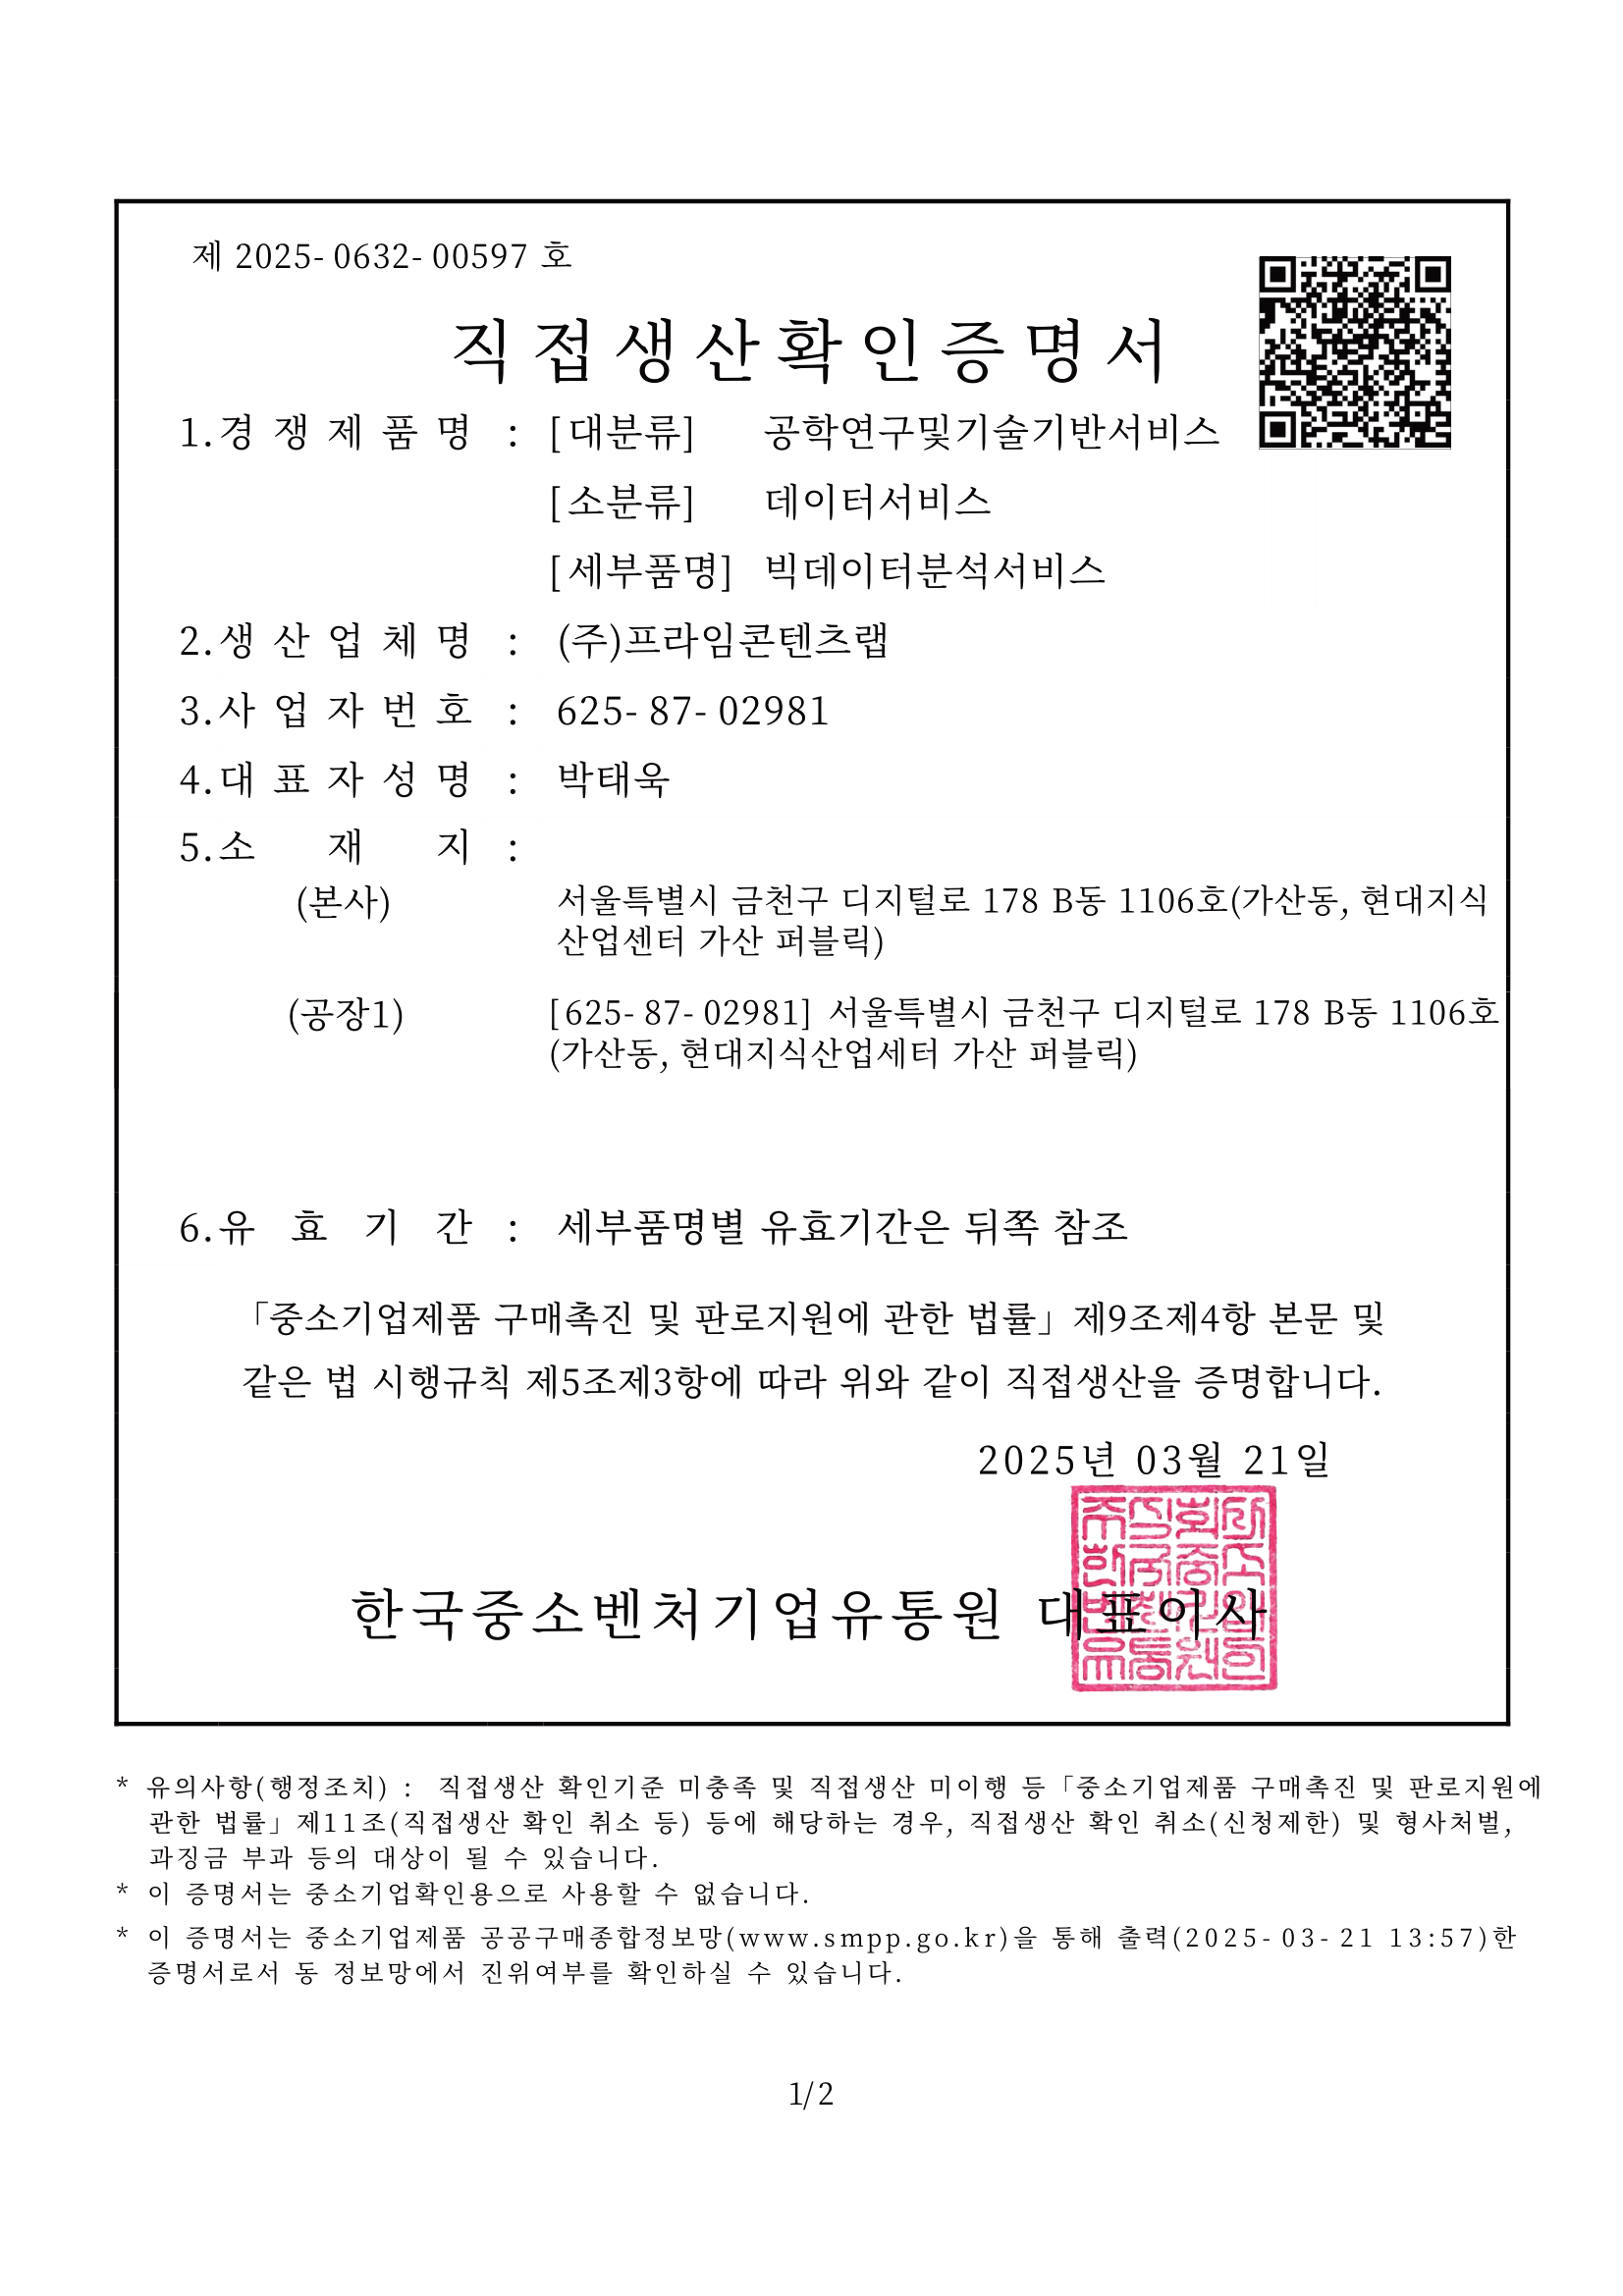 제 2025-0632-00597 호
직접생산확인증명서
1.경쟁제품명 : [대분류] 공학연구및기술기반서비스
[소분류] 데이터서비스
[세부품명] 빅데이터분석서비스
2.생산업체명 : (주)프라임콘텐츠랩
3.사업자번호 : 625-87-02981
4.대표자성명 : 박태욱
5.소재지 :
(본사) 서울특별시 금천구 디지털로 178 B동 1106호(가산동, 현대지식
산업센터 가산 퍼블릭)
(공장1) [625-87-02981] 서울특별시 금천구 디지털로 178 B동 1106호
(가산동, 현대지식산업세터 가산 퍼블릭)
6.유효기간 : 세부품명별 유효기간은 뒤쪽 참조
「중소기업제품 구매촉진 및 판로지원에 관한 법률」제9조제4항 본문 및
같은 법 시행규칙 제5조제3항에 따라 위와 같이 직접생산을 증명합니다.
2025년 03월 21일
한국중소벤처기업유통원 대표이사
* 유의사항(행정조치) : 직접생산 확인기준 미충족 및 직접생산 미이행 등「중소기업제품 구매촉진 및 판로지원에
관한 법률」제11조(직접생산 확인 취소 등) 등에 해당하는 경우, 직접생산 확인 취소(신청제한) 및 형사처벌,
과징금 부과 등의 대상이 될 수 있습니다.
* 이 증명서는 중소기업확인용으로 사용할 수 없습니다.
* 이 증명서는 중소기업제품 공공구매종합정보망(www.smpp.go.kr)을 통해 출력(2025-03-21 13:57)한
증명서로서 동 정보망에서 진위여부를 확인하실 수 있습니다.
1/2